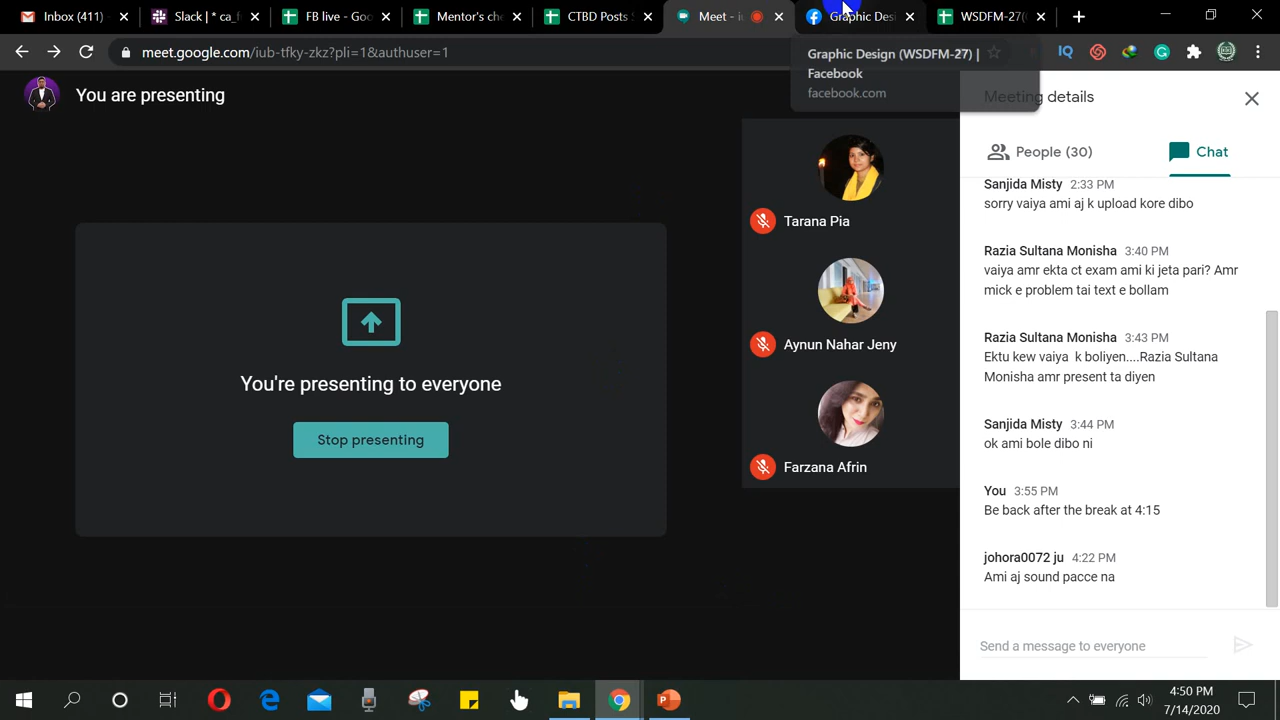 Inbox (411) -
Slack | * ca_f
FB live - Goo
Mentor's che
CTBD Posts S
Meet - iu
Graphic Desi
WSDFM-27(
meet.google.com/iub-tfky-zkz?pli=1&authuser=1
Graphic Design (WSDFM-27) |
Facebook
facebook.com
You are presenting
Meeting details
People (30)
Chat
Sanjida Misty 2:33 PM
sorry vaiya ami aj k upload kore dibo
Razia Sultana Monisha 3:40 PM
vaiya amr ekta ct exam ami ki jeta pari? Amr
mick e problem tai text e bollam
Razia Sultana Monisha 3:43 PM
Ektu kew vaiya k boliyen....Razia Sultana
Monisha amr present ta diyen
Sanjida Misty 3:44 PM
ok ami bole dibo ni
You 3:55 PM
Be back after the break at 4:15
johora0072 ju 4:22 PM
Ami aj sound pacce na
Send a message to everyone
Tarana Pia
Aynun Nahar Jeny
Farzana Afrin
You're presenting to everyone
Stop presenting
4:50 PM
7/14/2020